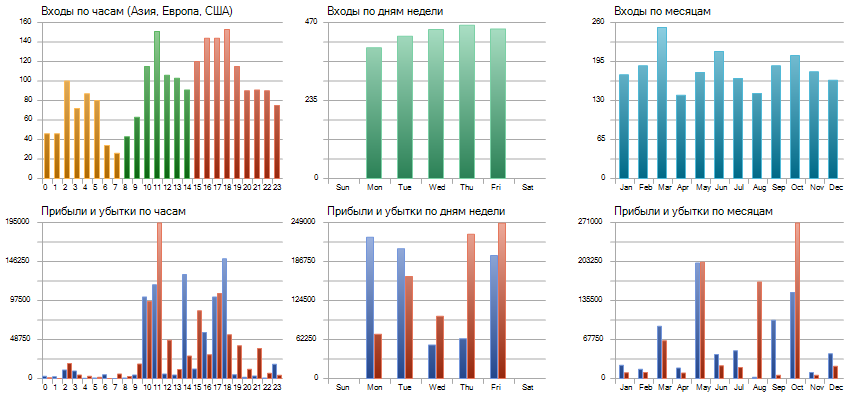 Входы по часам (Азия, Европа, США)
160
140
120
100
80
60
40
20
0
0 1 2 3 4 5 6 7 8 9 10 11 12 13 14 15 16 17 18 19 20 21 22 23
Входы по дням недели
470
235
0
Sun Mon Tue Wed Thu Fri Sat
Входы по месяцам
260
195
130
65
0
Jan Feb Mar Apr May Jun Jul Aug Sep Oct Nov Dec
Прибыли и убытки по часам
195000
146250
97500
48750
0
0 1 2 3 4 5 6 7 8 9 10 11 12 13 14 15 16 17 18 19 20 21 22 23
Прибыли и убытки по дням недели
249000
186750
124500
62250
0
Sun Mon Tue Wed Thu Fri Sat
Прибыли и убытки по месяцам
271000
203250
135500
67750
0
Jan Feb Mar Apr May Jun Jul Aug Sep Oct Nov Dec